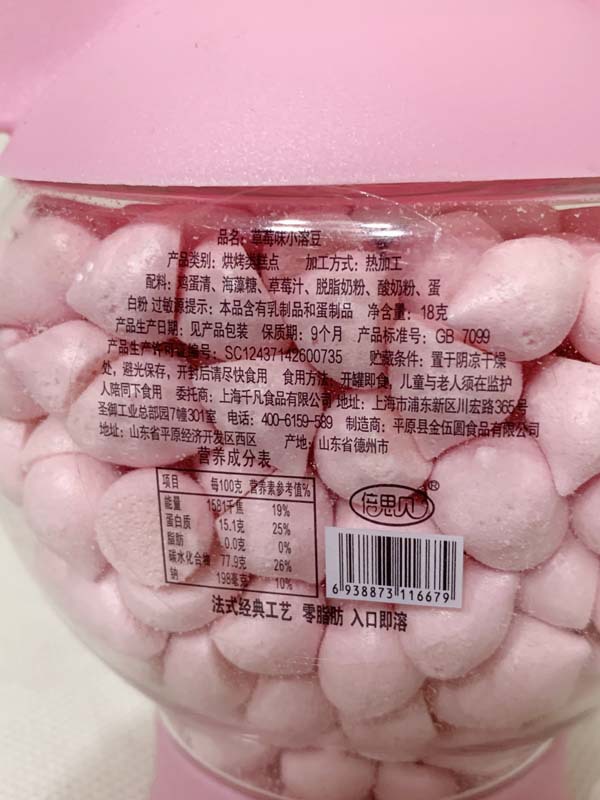 品名：草莓味小溶豆
产品类别：烘烤类糕点 加工方式：热加工
配料：鸡蛋清、海藻糖、草莓汁、脱脂奶粉、酸奶粉、蛋
白粉 过敏源提示：本品含有乳制品和蛋制品 净含量：18克
产品生产日期：见产品包装 保质期：9个月 产品标准号：GB 7099
产品生产许可证编号：SC12437142600735 贮藏条件：置于阴凉干燥
处，避光保存，开封后请尽快食用 食用方法：开罐即食，儿童与老人须在监护
人陪同下食用 委托商：上海千凡食品有限公司 地址：上海市浦东新区川宏路365号
圣御工业总部园7幢301室 电话：400-6159-589 制造商：平原县金伍圆食品有限公司
地址：山东省平原经济开发区西区 产地：山东省德州市
营养成分表
项目 每100克 营养素参考值%
能量 1581千焦 19%
蛋白质 15.1克 25%
脂肪 0.0克 0%
碳水化合物 77.9克 26%
钠 198毫克 10%
倍思贝®
6 938873 116679
法式经典工艺 零脂肪 入口即溶